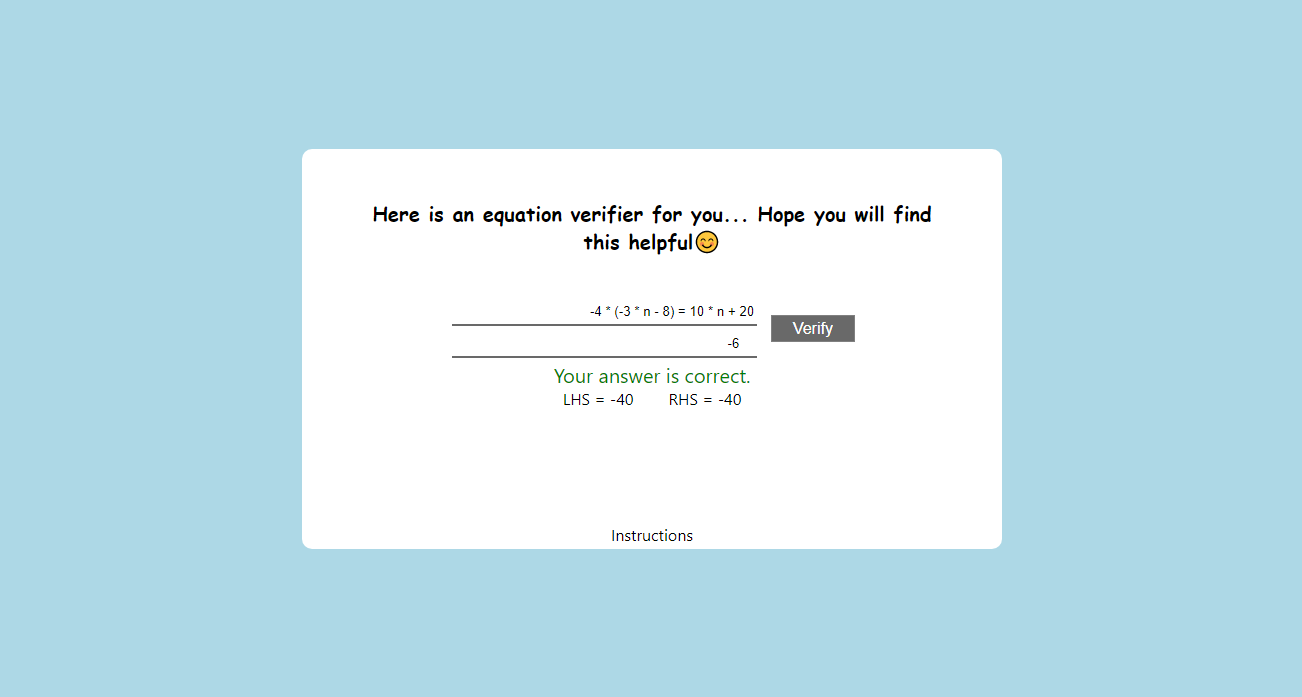 Here is an equation verifier for you... Hope you will find
this helpful😊
-4 * (-3 * n - 8) = 10 * n + 20
Verify
-6
Your answer is correct.
LHS = -40 RHS = -40
Instructions